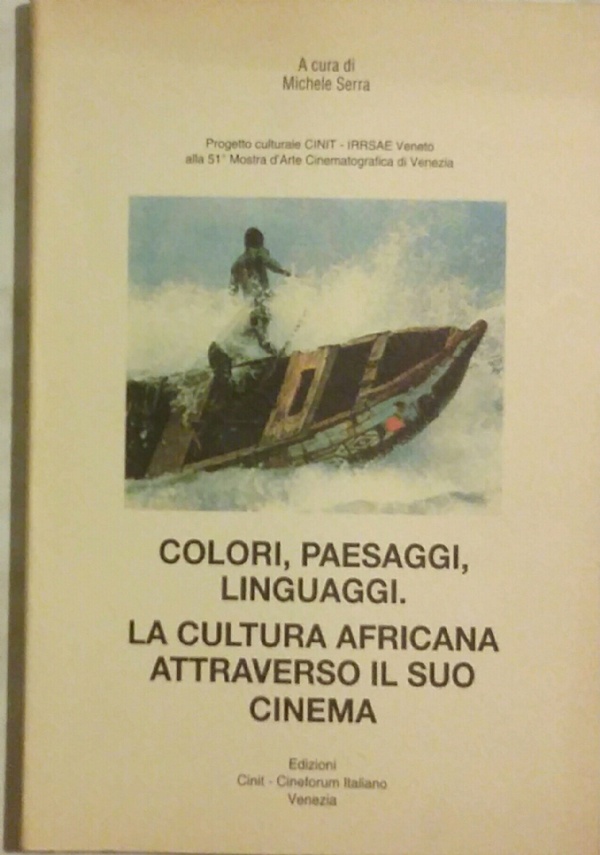 A cura di
Michele Serra
Progetto culturale CINIT - IRRSAE Veneto
alla 51° Mostra d'Arte Cinematografica di Venezia
COLORI, PAESAGGI,
LINGUAGGI.
LA CULTURA AFRICANA
ATTRAVERSO IL SUO
CINEMA
Edizioni
Cinit - Cineforum Italiano
Venezia